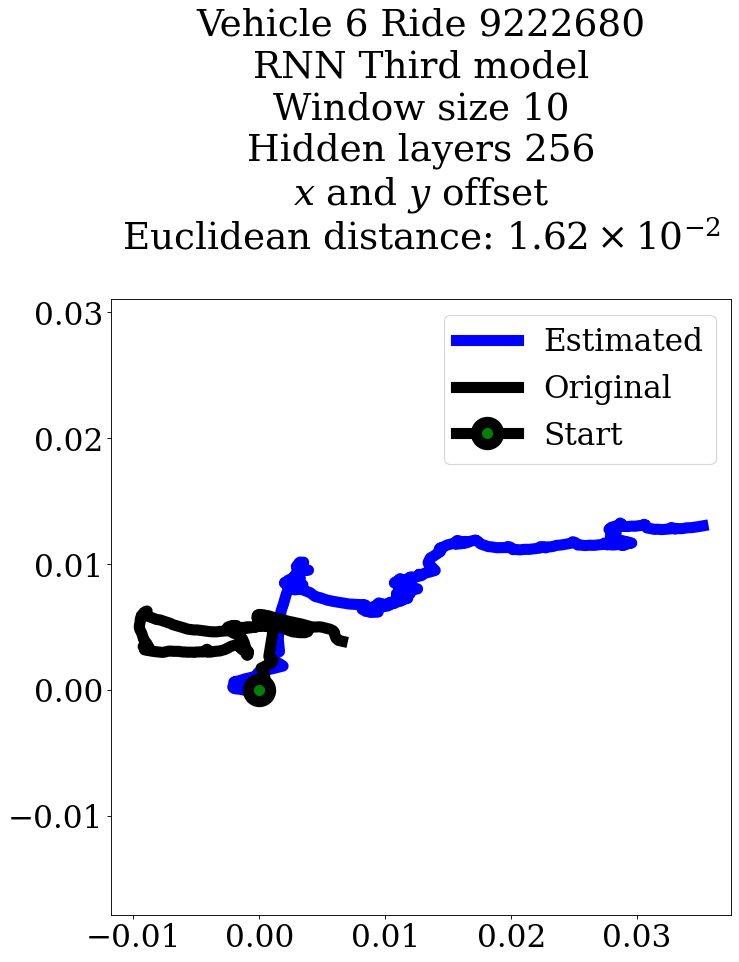 Vehicle 6 Ride 9222680
RNN Third model
Window size 10
Hidden layers 256
x and y offset
Euclidean distance: 1.62 × 10⁻²
0.03
0.02
0.01
0.00
−0.01
Estimated
Original
Start
−0.01 0.00 0.01 0.02 0.03